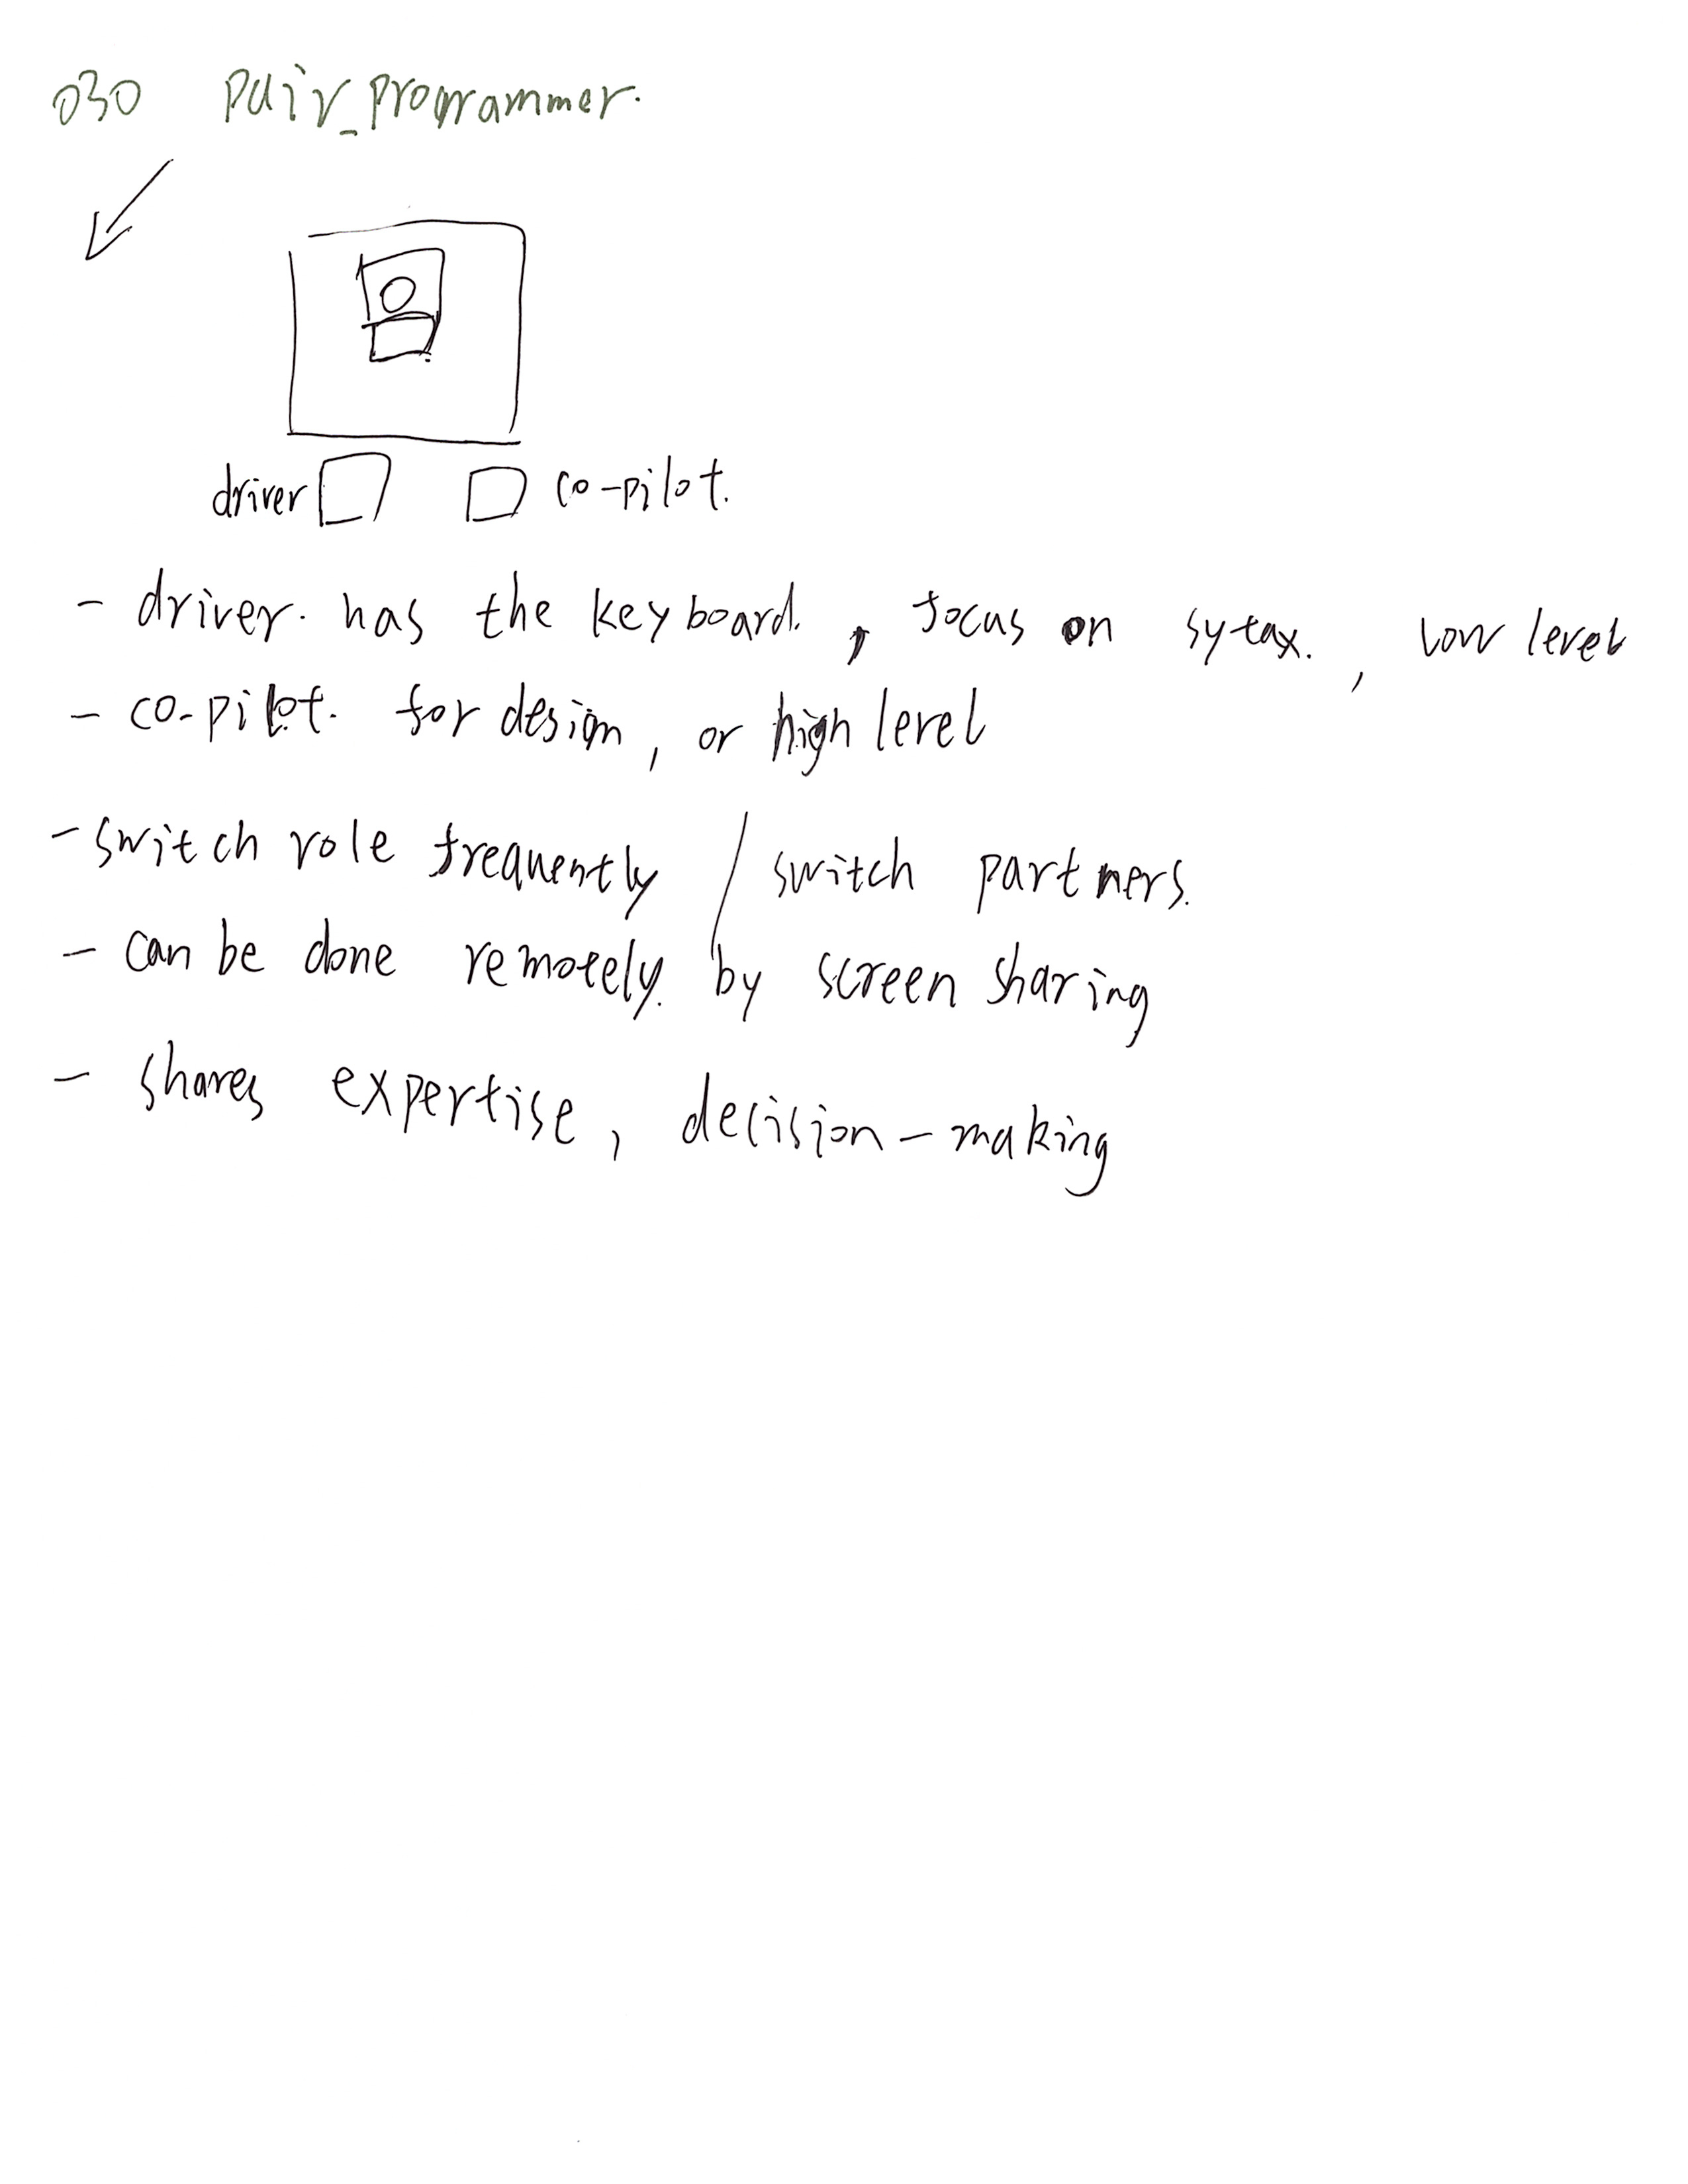 030 Pair_programmer.
driver co-pilot.
- driver. has the keyboard. , focus on sytax. , low level
- co-pilot. for design, or high level
- switch role frequently / switch partners.
- can be done remotely. by screen sharing
- shares expertise, decision-making